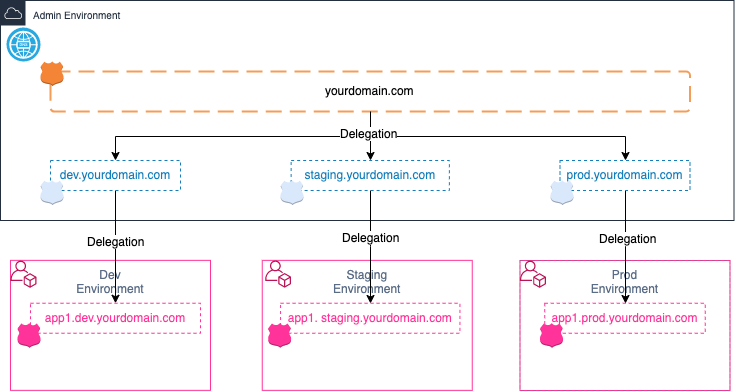 Admin Environment
yourdomain.com
Delegation
dev.yourdomain.com
staging.yourdomain.com
prod.yourdomain.com
Delegation
Delegation
Delegation
Dev
Environment
Staging
Environment
Prod
Environment
app1.dev.yourdomain.com
app1. staging.yourdomain.com
app1.prod.yourdomain.com